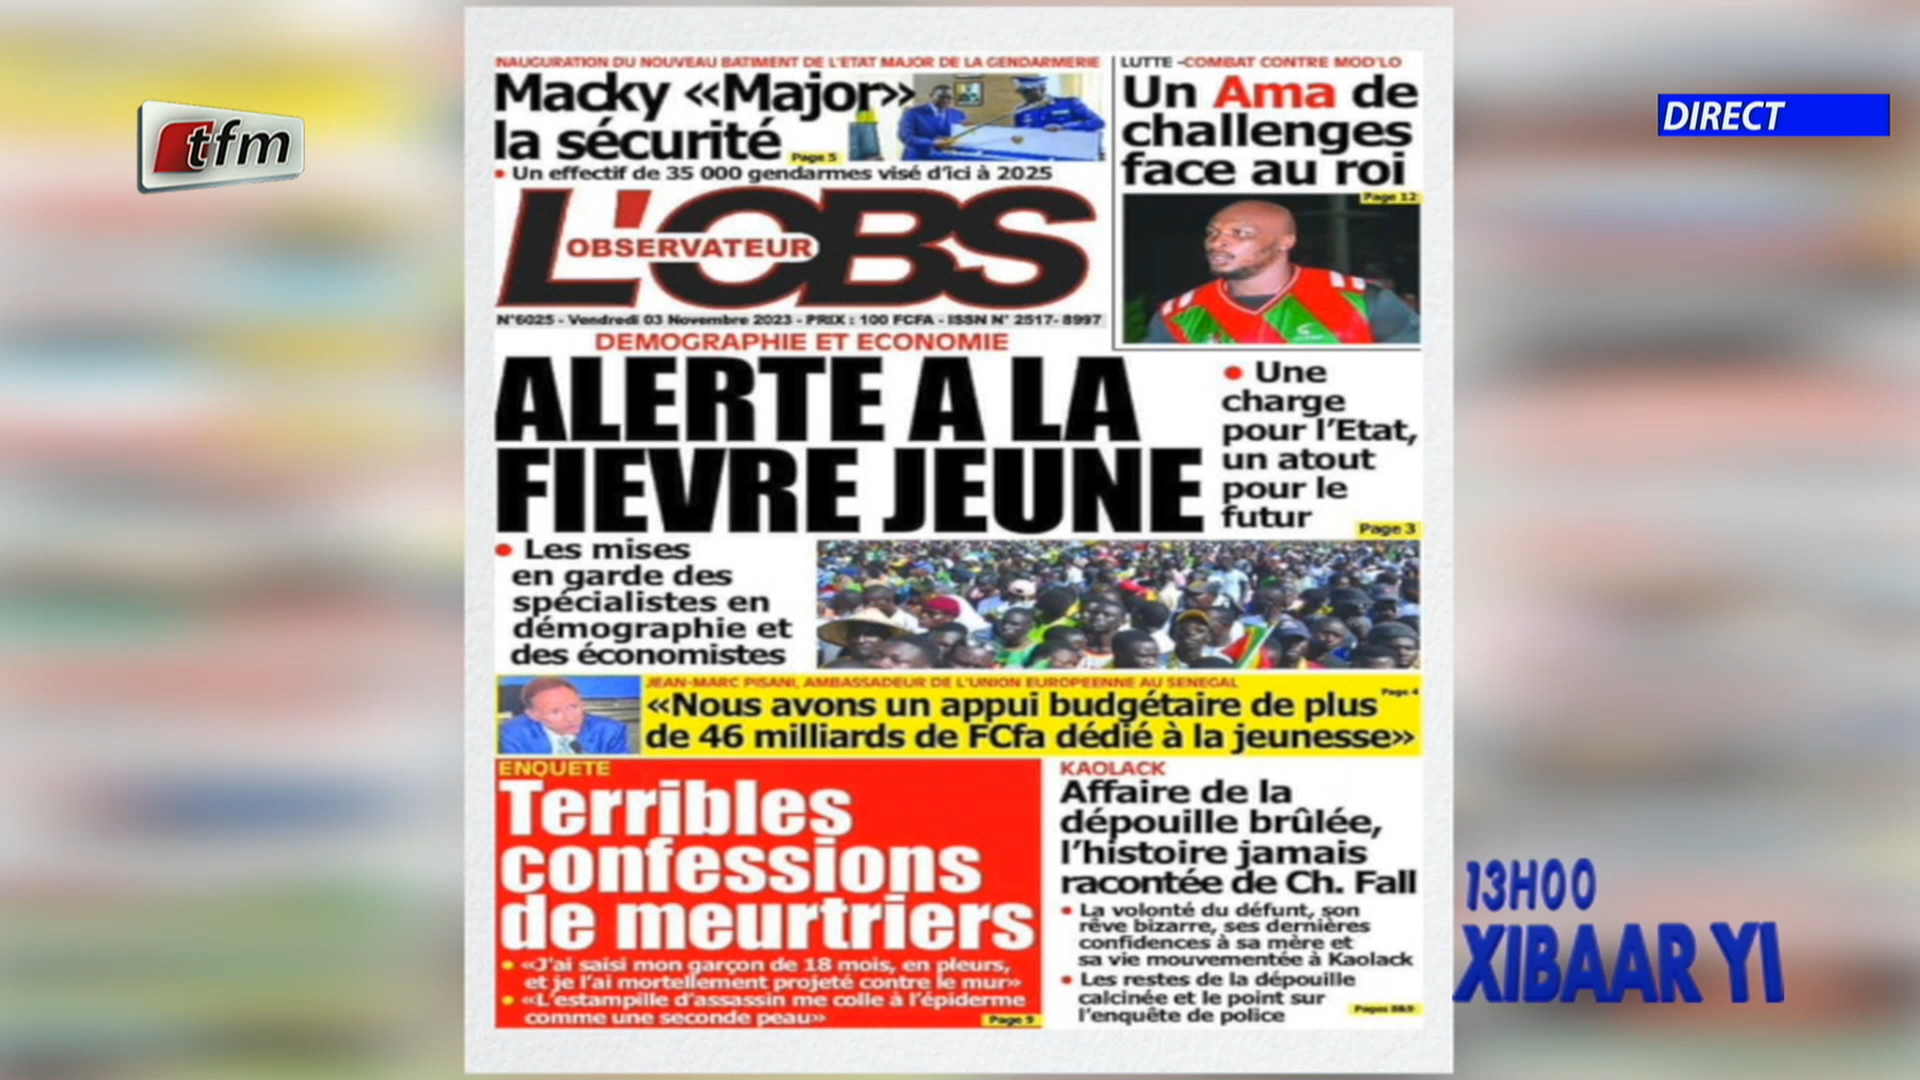 tfm
DIRECT
INAUGURATION DU NOUVEAU BATIMENT DE L'ETAT MAJOR DE LA GENDARMERIE
Macky «Major»
la sécurité
Page 5
• Un effectif de 35 000 gendarmes visé d'ici à 2025
LUTTE -COMBAT CONTRE MOD'LO
Un Ama de
challenges
face au roi
Page 12
L'OBS
OBSERVATEUR
N°6025 - Vendredi 03 Novembre 2023 - PRIX : 100 FCFA - ISSN N° 2517- 8997
DEMOGRAPHIE ET ECONOMIE
ALERTE A LA
FIEVRE JEUNE
• Une
charge
pour l'Etat,
un atout
pour le
futur
Page 3
• Les mises
en garde des
spécialistes en
démographie et
des économistes
JEAN-MARC PISANI, AMBASSADEUR DE L'UNION EUROPEENNE AU SENEGAL
«Nous avons un appui budgétaire de plus
de 46 milliards de FCfa dédié à la jeunesse»
Page 4
ENQUETE
Terribles
confessions
de meurtriers
• «J'ai saisi mon garçon de 18 mois, en pleurs,
et je l'ai mortellement projeté contre le mur»
• «L'estampille d'assassin me colle à l'épiderme
comme une seconde peau»
Page 9
KAOLACK
Affaire de la
dépouille brûlée,
l'histoire jamais
racontée de Ch. Fall
• La volonté du défunt, son
rêve bizarre, ses dernières
confidences à sa mère et
sa vie mouvementée à Kaolack
• Les restes de la dépouille
calcinée et le point sur
l'enquête de police
Pages 8&9
13H00
XIBAAR YI